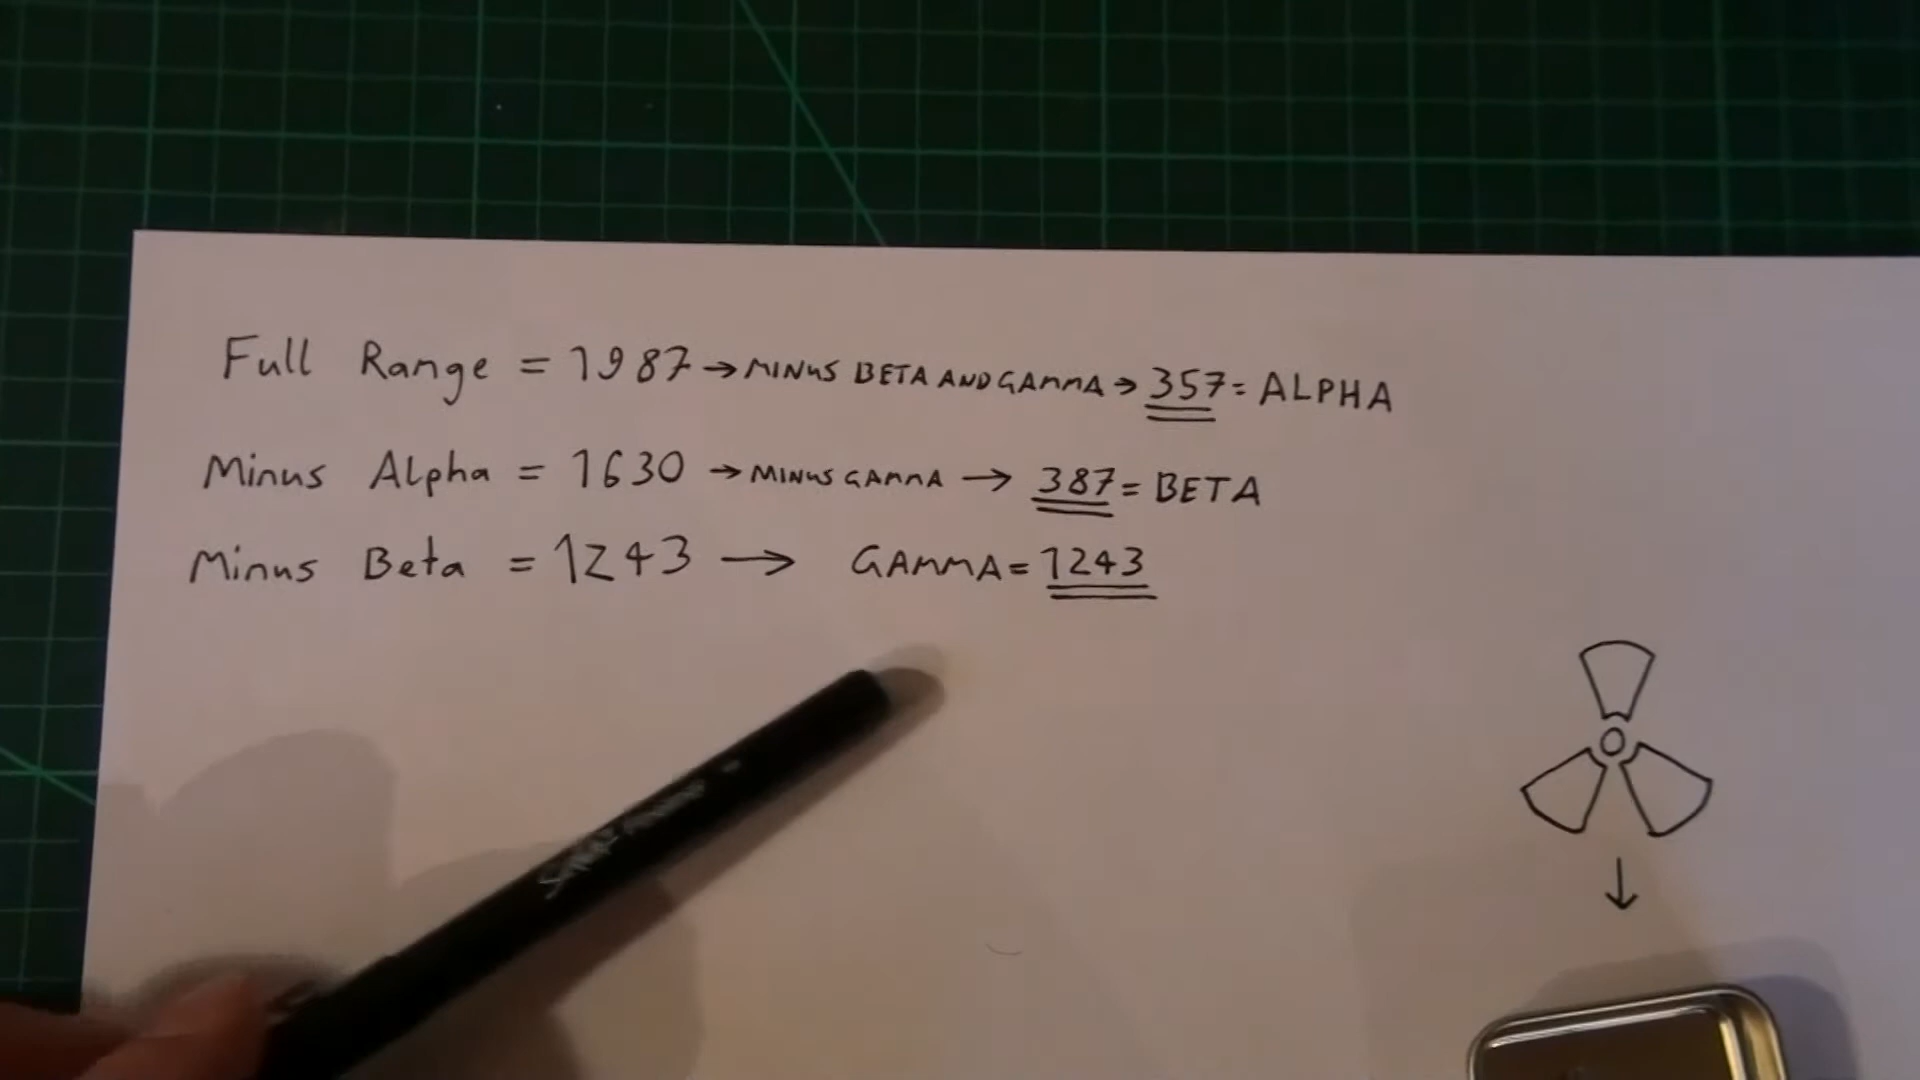 Full Range = 1987 → MINUS BETA AND GAMMA → 357 = ALPHA
Minus Alpha = 1630 → MINUS GAMMA → 387 = BETA
Minus Beta = 1243 → GAMMA = 1243